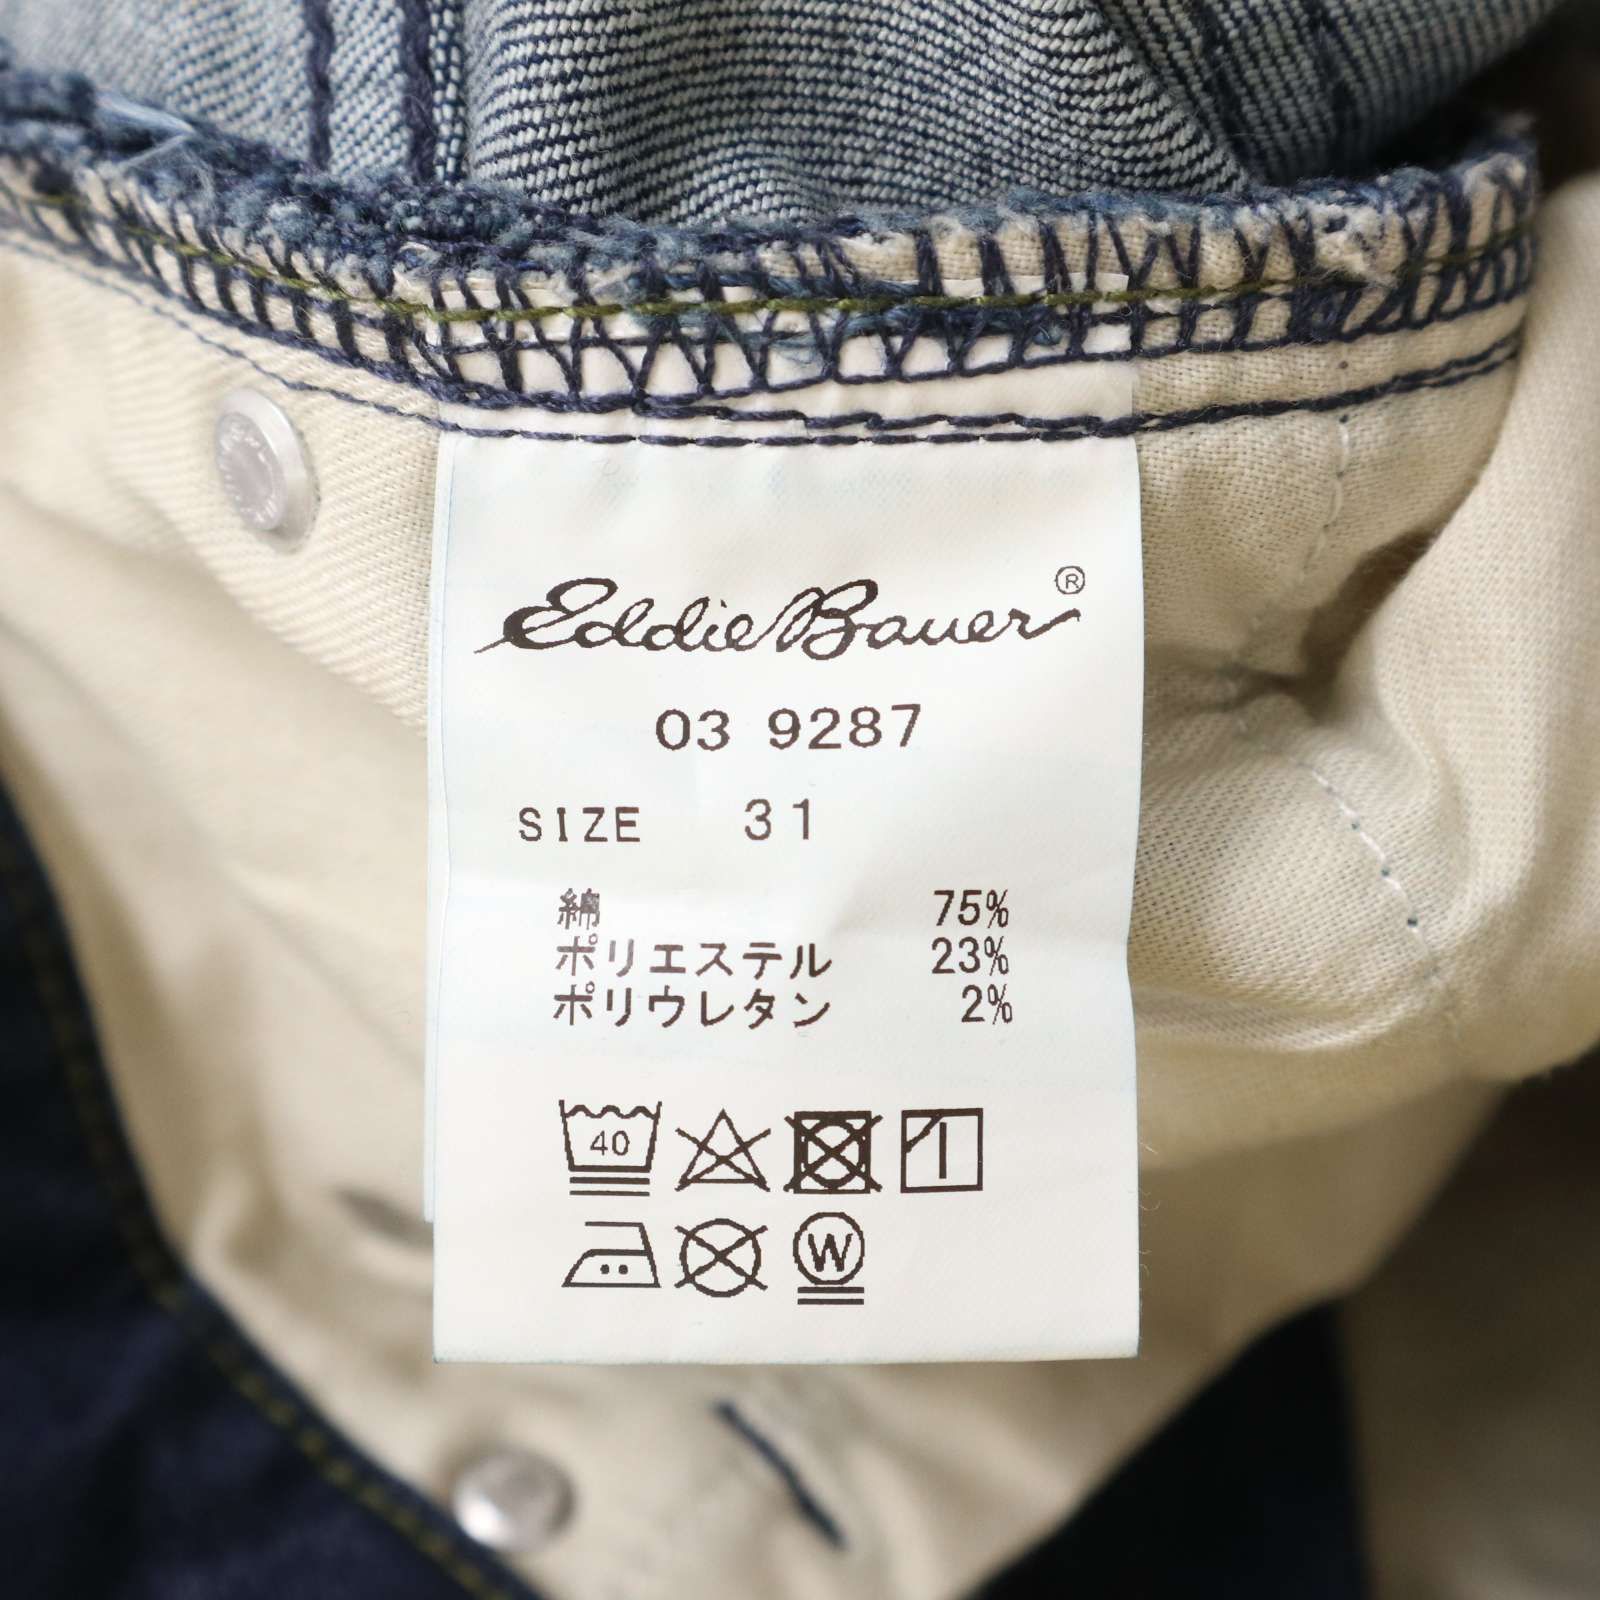 Eddie Bauer®
03 9287
SIZE 31
綿 75%
ポリエステル 23%
ポリウレタン 2%
40
W